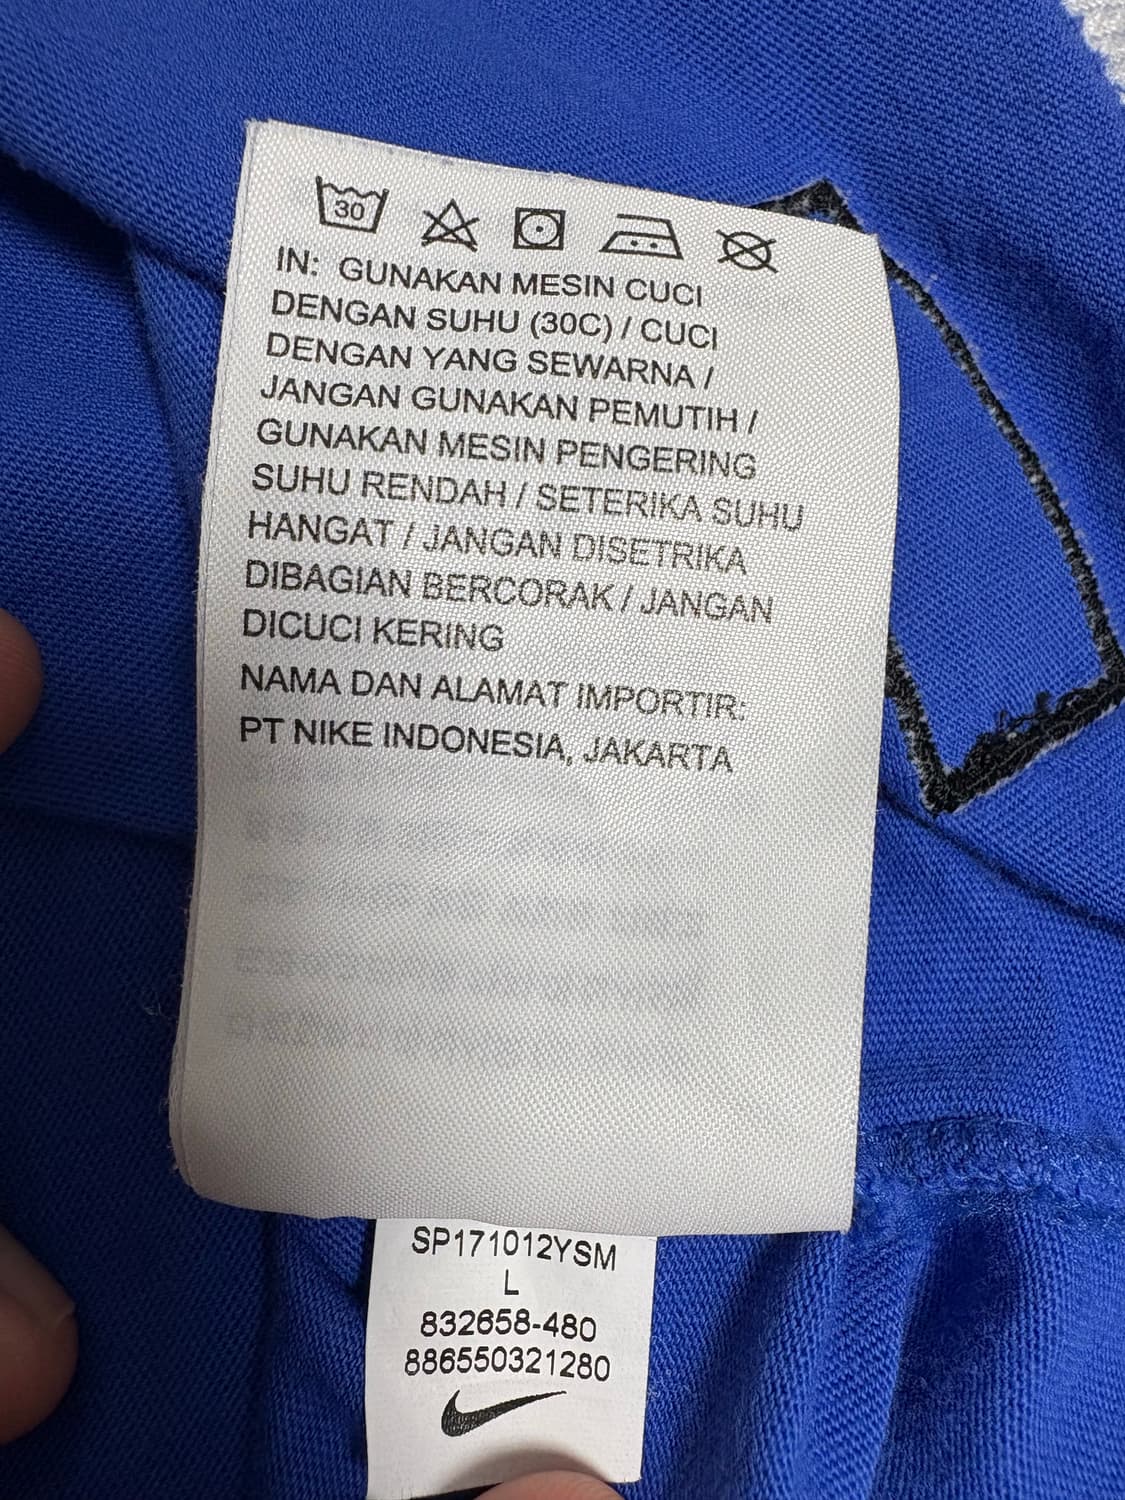 30
IN: GUNAKAN MESIN CUCI
DENGAN SUHU (30C) / CUCI
DENGAN YANG SEWARNA /
JANGAN GUNAKAN PEMUTIH /
GUNAKAN MESIN PENGERING
SUHU RENDAH / SETERIKA SUHU
HANGAT / JANGAN DISETRIKA
DIBAGIAN BERCORAK / JANGAN
DICUCI KERING
NAMA DAN ALAMAT IMPORTIR:
PT NIKE INDONESIA, JAKARTA
SP171012YSM
L
832658-480
886550321280